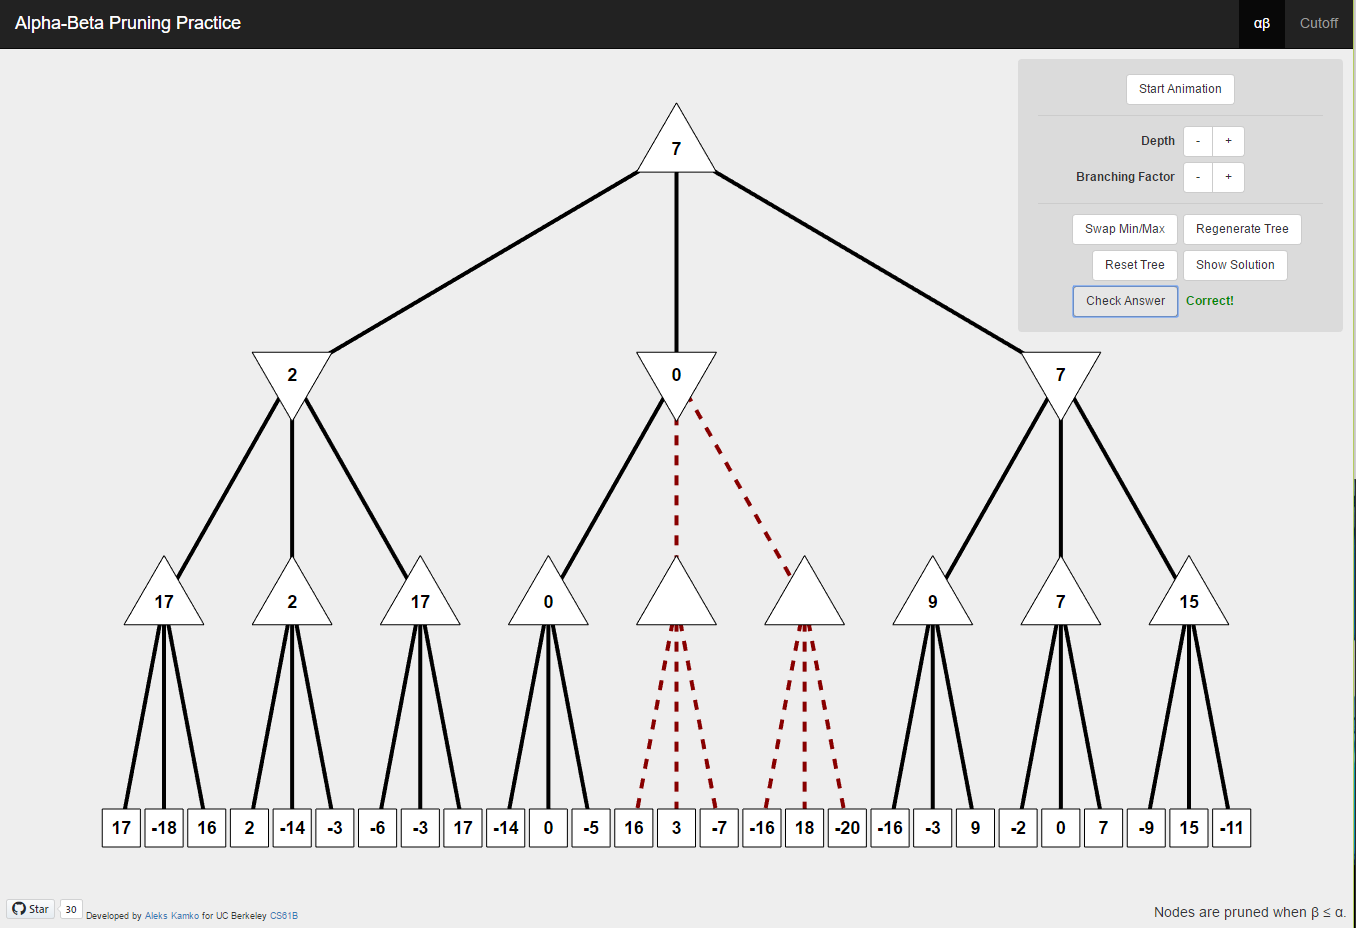 Alpha-Beta Pruning Practice αβ Cutoff
Start Animation
Depth - +
Branching Factor - +
Swap Min/Max Regenerate Tree
Reset Tree Show Solution
Check Answer Correct!
7
2 0 7
17 2 17 0 9 7 15
17 -18 16 2 -14 -3 -6 -3 17 -14 0 -5 16 3 -7 -16 18 -20 -16 -3 9 -2 0 7 -9 15 -11
Star 30 Developed by Aleks Kamko for UC Berkeley CS61B
Nodes are pruned when β ≤ α.